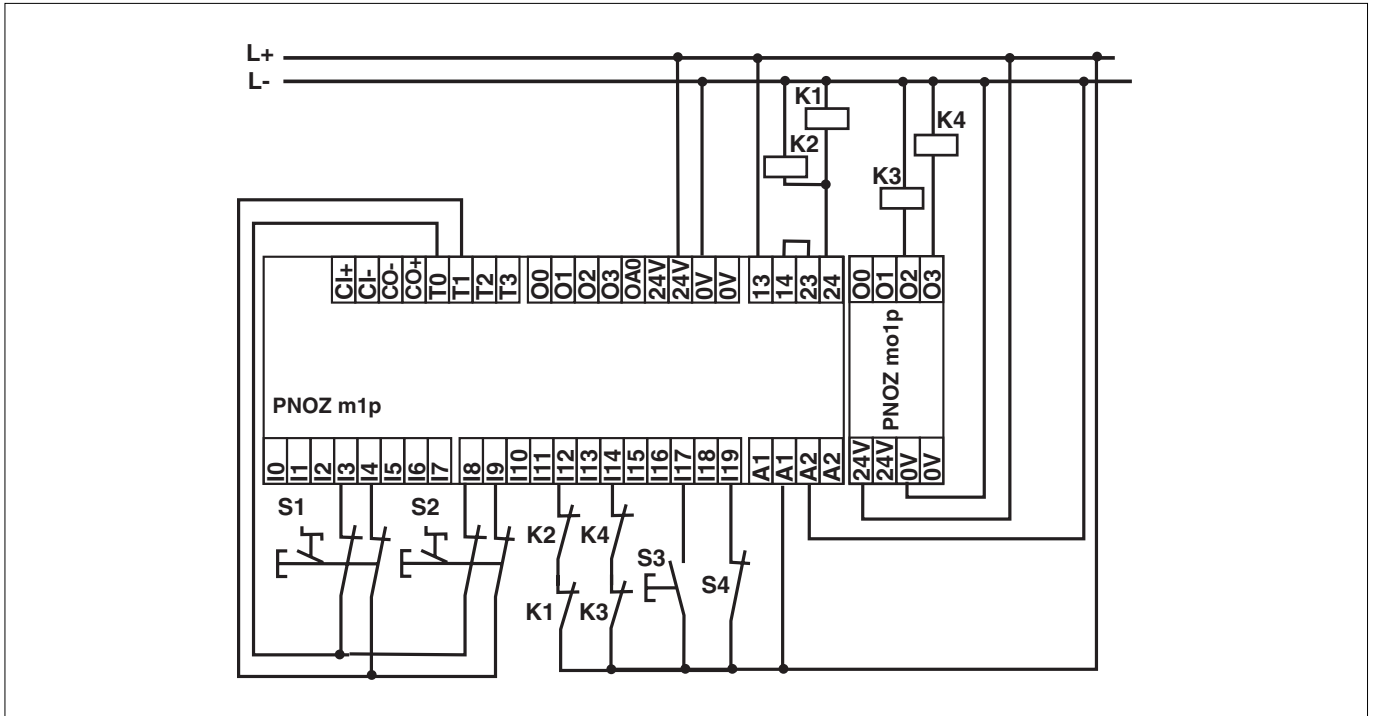 L+
L-
K1
K2
K4
K3
CI+ CI- CO- CO+ T0 T1 T2 T3 O0 O1 O2 O3 OA0 24V 24V 0V 0V 13 14 23 24 O0 O1 O2 O3
PNOZ m1p
PNOZ mo1p
I0 I1 I2 I3 I4 I5 I6 I7 I8 I9 I10 I11 I12 I13 I14 I15 I16 I17 I18 I19 A1 A1 A2 A2 24V 24V 0V 0V
S1 S2
K2 K4
S3 S4
K1 K3